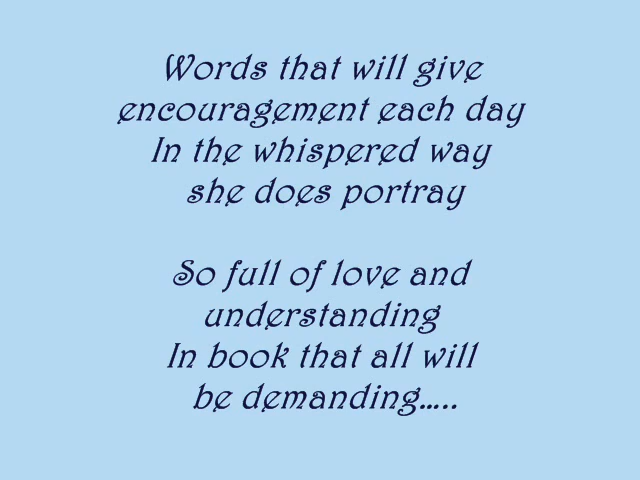 Words that will give
encouragement each day
In the whispered way
she does portray
So full of love and
understanding
In book that all will
be demanding.....